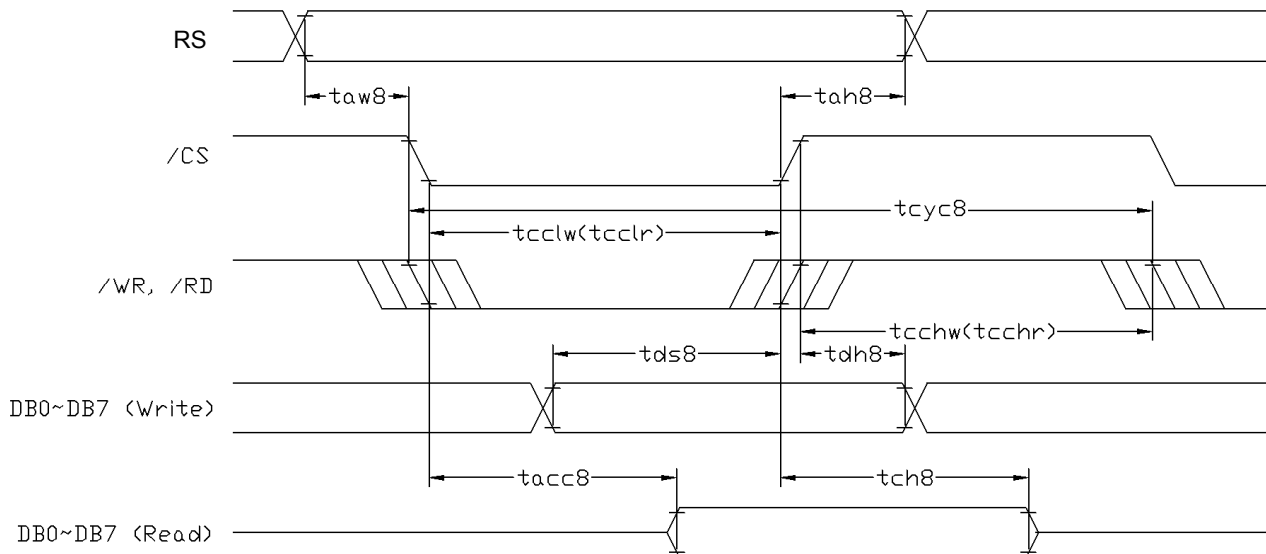 RS
taw8
tah8
/CS
tcyc8
tcclw(tcclr)
/WR, /RD
tcchw(tcchr)
tds8
tdh8
DB0~DB7 (Write)
tacc8
tch8
DB0~DB7 (Read)